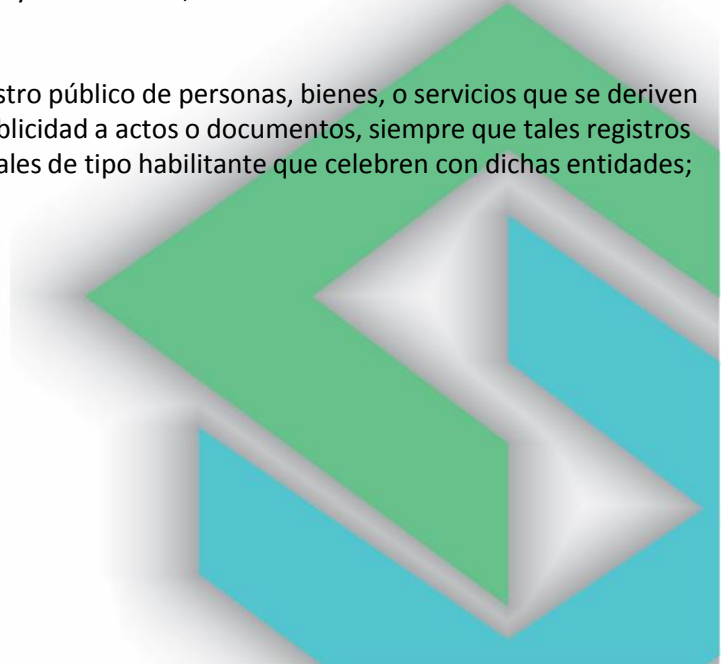 stro público de personas, bienes, o servicios que se deriven
blicidad a actos o documentos, siempre que tales registros
ales de tipo habilitante que celebren con dichas entidades;